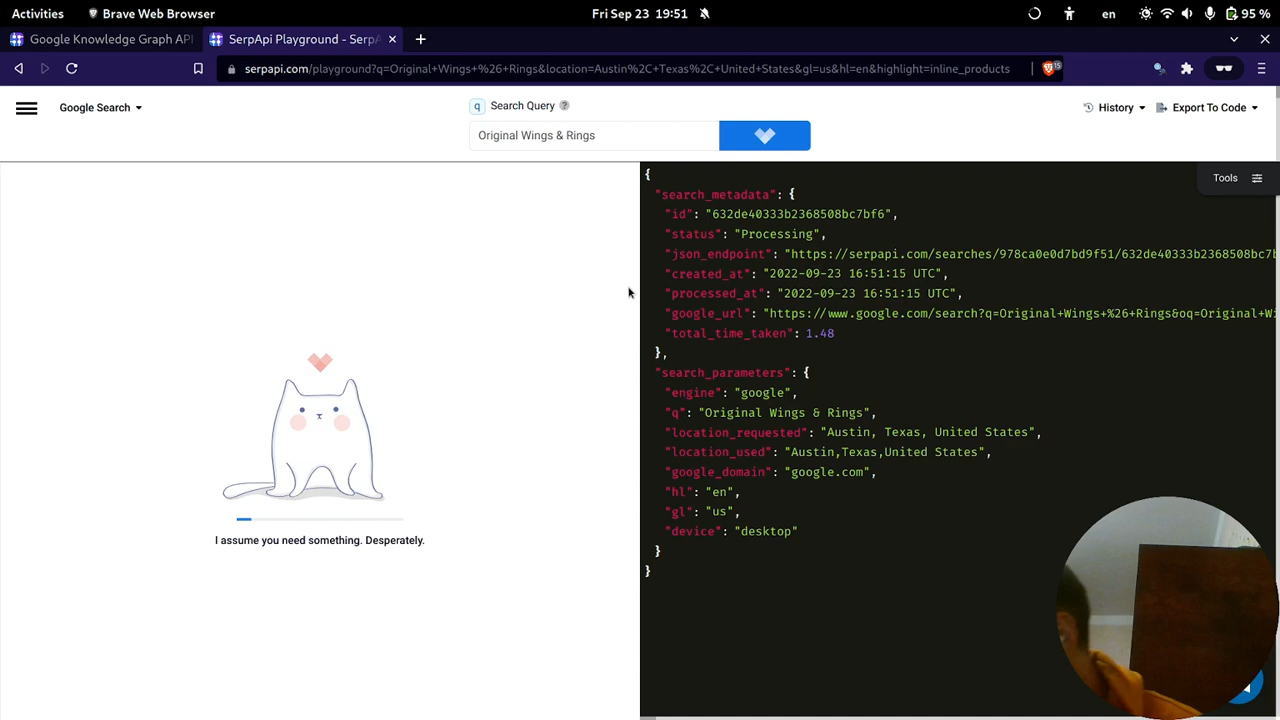 Activities
Brave Web Browser
Fri Sep 23 19:51
en
95 %
Google Knowledge Graph API
SerpApi Playground - SerpA
serpapi.com/playground?q=Original+Wings+%26+Rings&location=Austin%2C+Texas%2C+United+States&gl=us&hl=en&highlight=inline_products
15
Google Search
q Search Query ?
History
Export To Code
Original Wings & Rings
Tools
{
"search_metadata": {
"id": "632de40333b2368508bc7bf6",
"status": "Processing",
"json_endpoint": "https://serpapi.com/searches/978ca0e0d7bd9f51/632de40333b2368508bc7b
"created_at": "2022-09-23 16:51:15 UTC",
"processed_at": "2022-09-23 16:51:15 UTC",
"google_url": "https://www.google.com/search?q=Original+Wings+%26+Rings&oq=Original+Wi
"total_time_taken": 1.48
},
"search_parameters": {
"engine": "google",
"q": "Original Wings & Rings",
"location_requested": "Austin, Texas, United States",
"location_used": "Austin,Texas,United States",
"google_domain": "google.com",
"hl": "en",
"gl": "us",
"device": "desktop"
}
}
I assume you need something. Desperately.